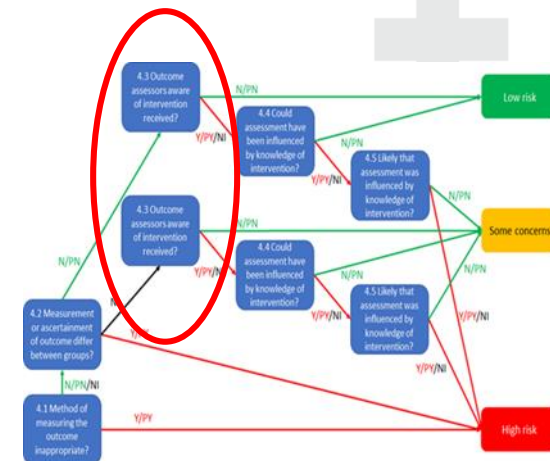 4.3 Outcome
assessors aware
of intervention
received?
N/PN
Low risk
Y/PY/NI
4.4 Could
assessment have
been influenced
by knowledge of
intervention?
N/PN
Y/PY/NI
4.5 Likely that
assessment was
influenced by
knowledge of
intervention?
N/PN
4.3 Outcome
assessors aware
of intervention
received?
N/PN
Some concerns
Y/PY/NI
4.4 Could
assessment have
been influenced
by knowledge of
intervention?
N/PN
N/PN
Y/PY/NI
4.5 Likely that
assessment was
influenced by
knowledge of
intervention?
Y/PY/NI
Y/PY/NI
N/PN
4.2 Measurement
or ascertainment
of outcome differ
between groups?
Y/PY
N/PN/NI
4.1 Method of
measuring the
outcome
inappropriate?
Y/PY
High risk